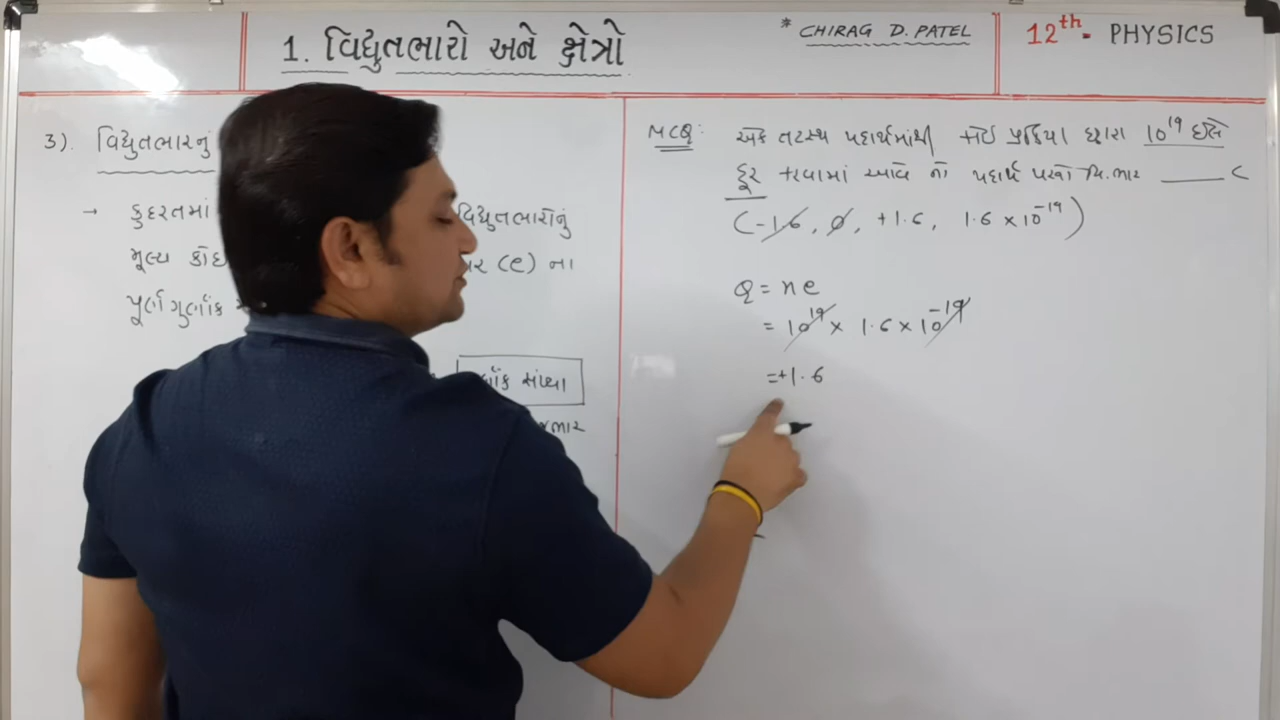 1. વિદ્યુતભારો અને ક્ષેત્રો
* CHIRAG D. PATEL
12th - PHYSICS
3). વિદ્યુતભારનું
→ કુદરતમાં વિદ્યુતભારોનું
મૂલ્ય કોઇ (e) ના
પૂર્ણ ગુણાંક
સંખ્યા
MCQ: એક તટસ્થ પદાર્થમાંથી કોઈ પ્રક્રિયા દ્વારા 10¹⁹ ઇલે
દૂર કરવામાં આવે તો પદાર્થ પરનો વિ.ભાર _____ C
(-1.6, 0, +1.6, 1.6 × 10⁻¹⁹)
Q = ne
= 10¹⁹ × 1.6 × 10⁻¹⁹
= +1.6